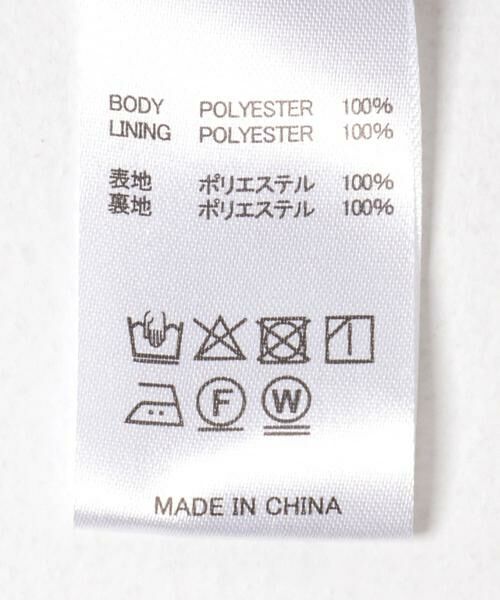 BODY POLYESTER 100%
LINING POLYESTER 100%
表地 ポリエステル 100%
裏地 ポリエステル 100%
F W
MADE IN CHINA